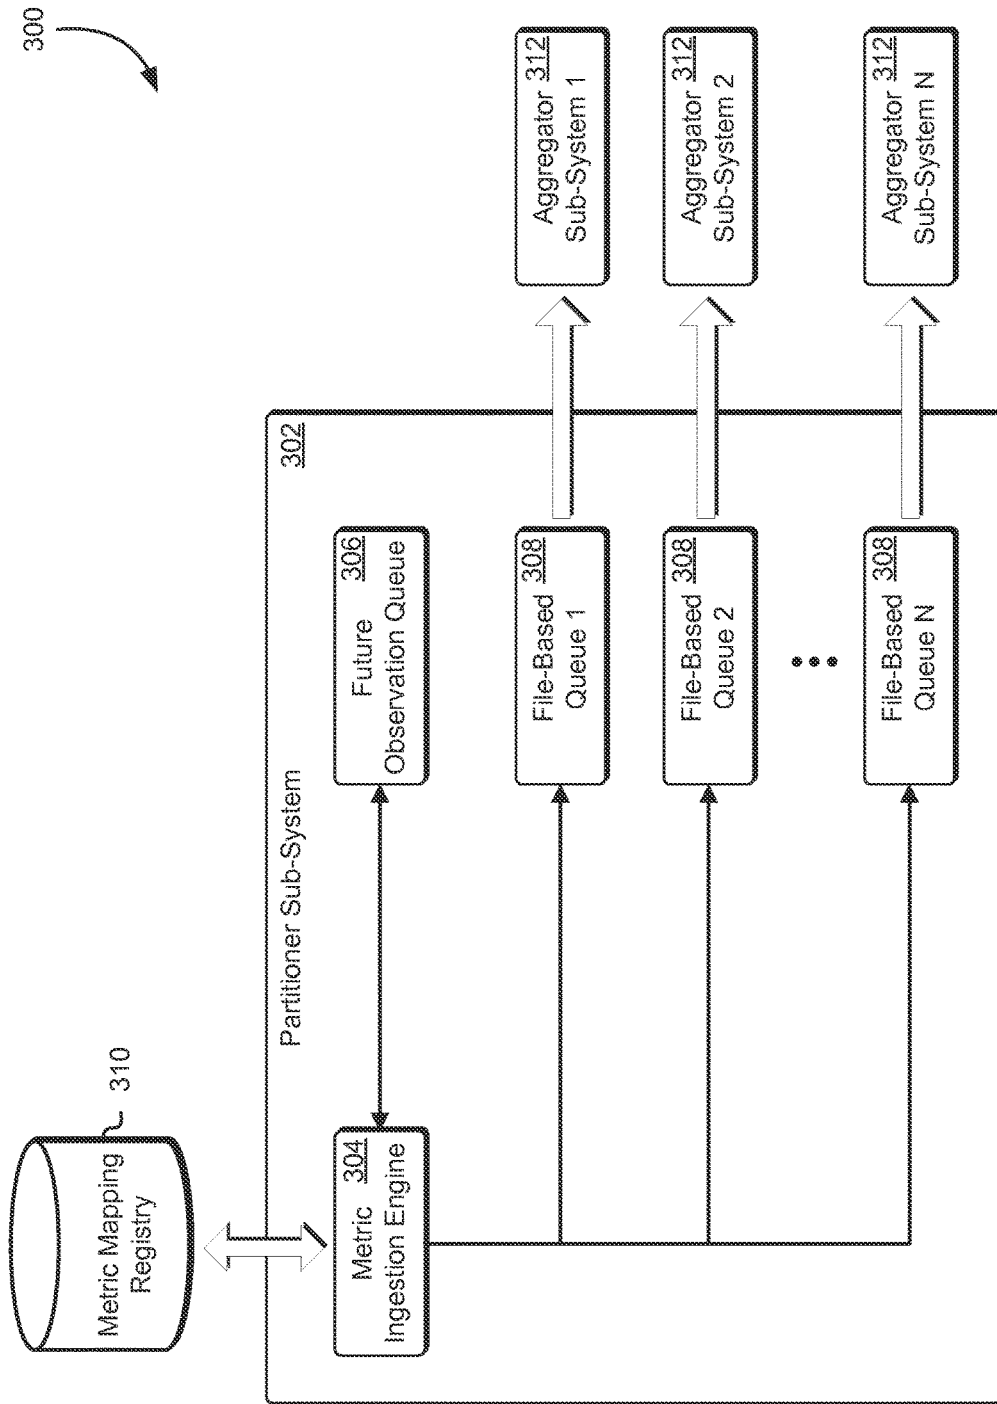 300
Metric Mapping
Registry
310
Partitioner Sub-System
302
Metric 304
Ingestion Engine
Future 306
Observation Queue
File-Based 308
Queue 1
Aggregator 312
Sub-System 1
File-Based 308
Queue 2
Aggregator 312
Sub-System 2
File-Based 308
Queue N
Aggregator 312
Sub-System N